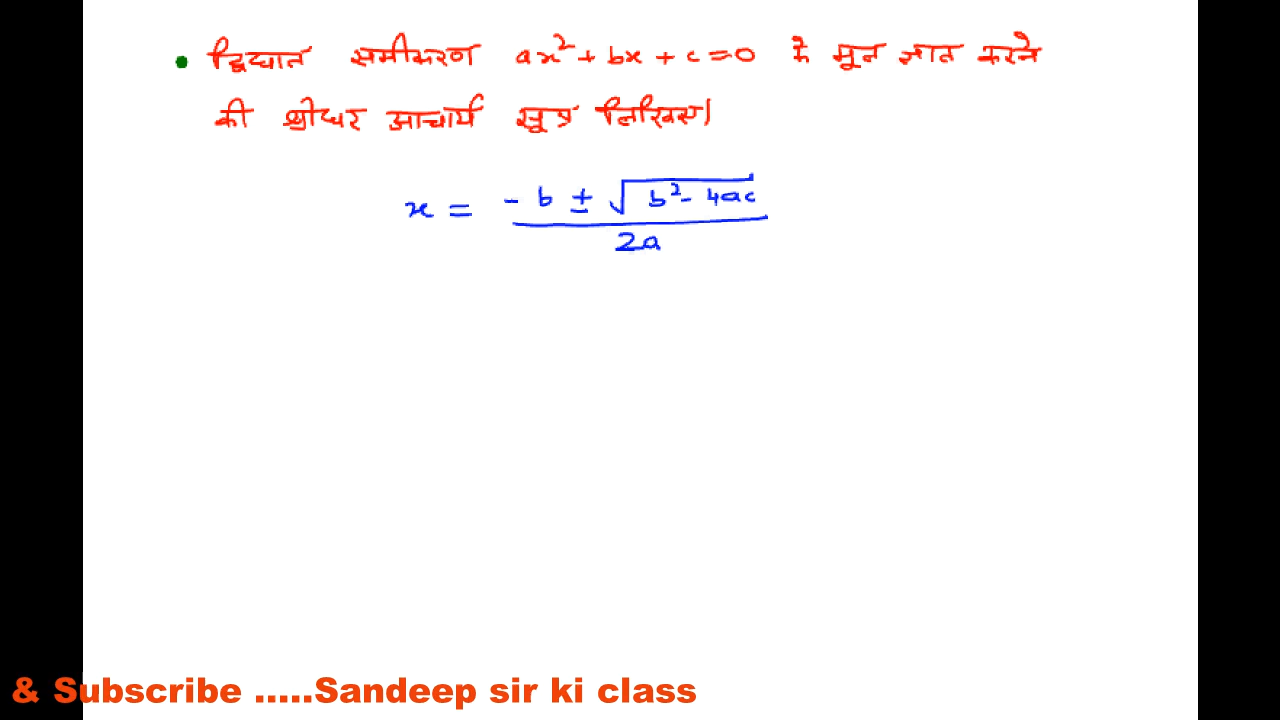 • द्विघात समीकरण ax² + bx + c = 0 के मूल ज्ञात करने
की श्रीधर आचार्य सूत्र लिखिए।
x = -b ± √(b² - 4ac) / 2a
& Subscribe .....Sandeep sir ki class